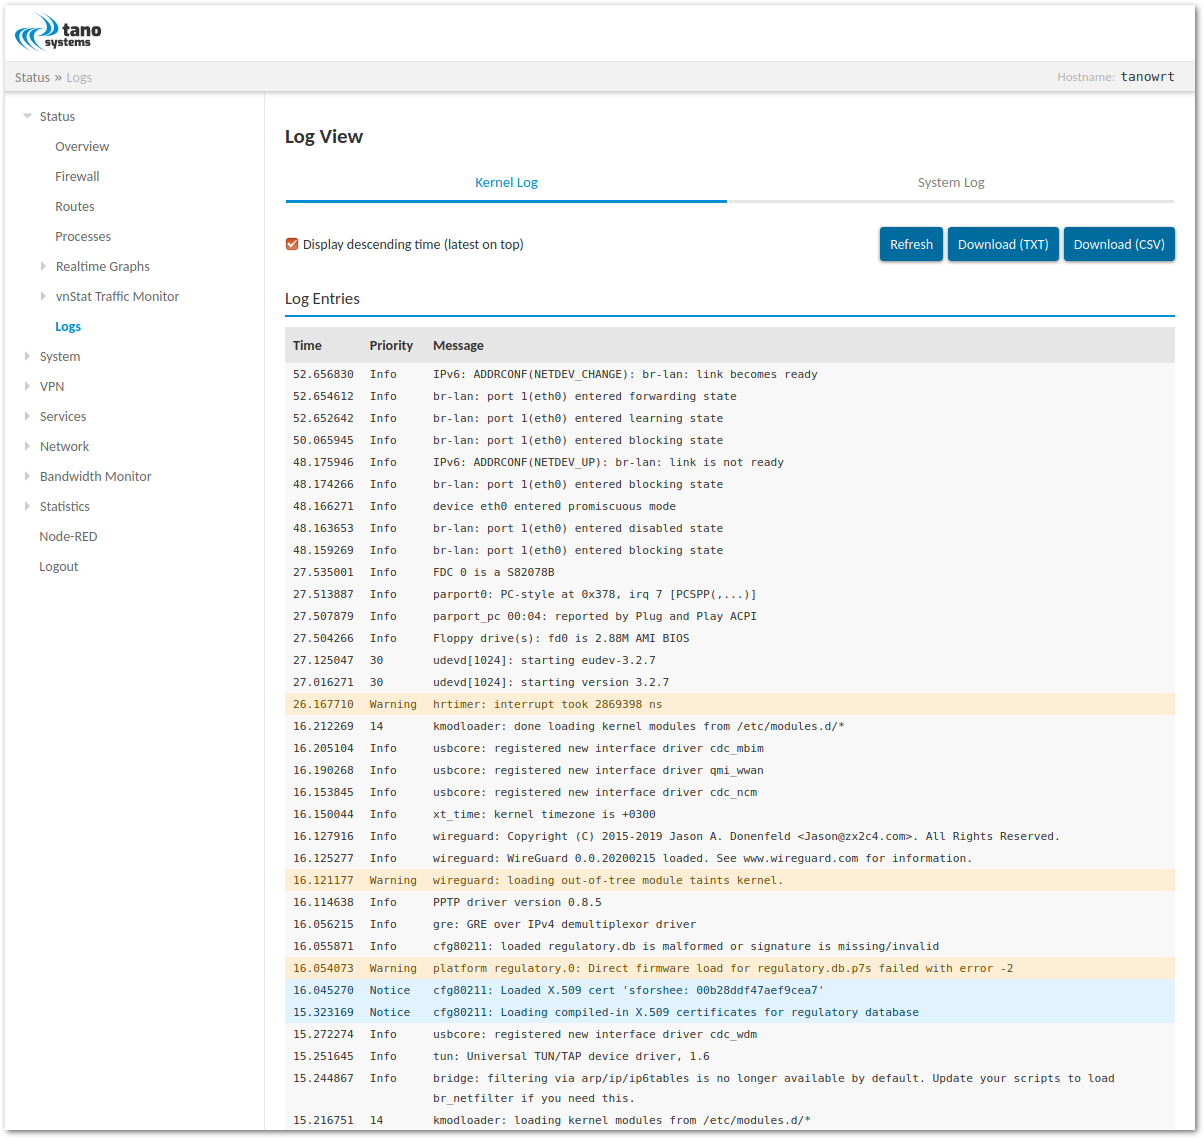 tano
systems
Status » Logs
Hostname: tanowrt
Status
Overview
Firewall
Routes
Processes
Realtime Graphs
vnStat Traffic Monitor
Logs
System
VPN
Services
Network
Bandwidth Monitor
Statistics
Node-RED
Logout
Log View
Kernel Log
System Log
Display descending time (latest on top)
Refresh
Download (TXT)
Download (CSV)
Log Entries
Time Priority Message
52.656830 Info IPv6: ADDRCONF(NETDEV_CHANGE): br-lan: link becomes ready
52.654612 Info br-lan: port 1(eth0) entered forwarding state
52.652642 Info br-lan: port 1(eth0) entered learning state
50.065945 Info br-lan: port 1(eth0) entered blocking state
48.175946 Info IPv6: ADDRCONF(NETDEV_UP): br-lan: link is not ready
48.174266 Info br-lan: port 1(eth0) entered blocking state
48.166271 Info device eth0 entered promiscuous mode
48.163653 Info br-lan: port 1(eth0) entered disabled state
48.159269 Info br-lan: port 1(eth0) entered blocking state
27.535001 Info FDC 0 is a S82078B
27.513887 Info parport0: PC-style at 0x378, irq 7 [PCSPP(,...)]
27.507879 Info parport_pc 00:04: reported by Plug and Play ACPI
27.504266 Info Floppy drive(s): fd0 is 2.88M AMI BIOS
27.125047 30 udevd[1024]: starting eudev-3.2.7
27.016271 30 udevd[1024]: starting version 3.2.7
26.167710 Warning hrtimer: interrupt took 2869398 ns
16.212269 14 kmodloader: done loading kernel modules from /etc/modules.d/*
16.205104 Info usbcore: registered new interface driver cdc_mbim
16.190268 Info usbcore: registered new interface driver qmi_wwan
16.153845 Info usbcore: registered new interface driver cdc_ncm
16.150044 Info xt_time: kernel timezone is +0300
16.127916 Info wireguard: Copyright (C) 2015-2019 Jason A. Donenfeld <Jason@zx2c4.com>. All Rights Reserved.
16.125277 Info wireguard: WireGuard 0.0.20200215 loaded. See www.wireguard.com for information.
16.121177 Warning wireguard: loading out-of-tree module taints kernel.
16.114638 Info PPTP driver version 0.8.5
16.056215 Info gre: GRE over IPv4 demultiplexor driver
16.055871 Info cfg80211: loaded regulatory.db is malformed or signature is missing/invalid
16.054073 Warning platform regulatory.0: Direct firmware load for regulatory.db.p7s failed with error -2
16.045270 Notice cfg80211: Loaded X.509 cert 'sforshee: 00b28ddf47aef9cea7'
15.323169 Notice cfg80211: Loading compiled-in X.509 certificates for regulatory database
15.272274 Info usbcore: registered new interface driver cdc_wdm
15.251645 Info tun: Universal TUN/TAP device driver, 1.6
15.244867 Info bridge: filtering via arp/ip/ip6tables is no longer available by default. Update your scripts to load
br_netfilter if you need this.
15.216751 14 kmodloader: loading kernel modules from /etc/modules.d/*